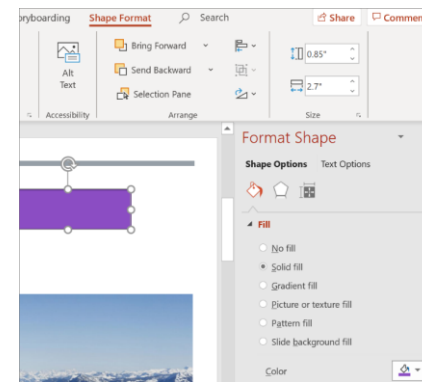 oryboarding Shape Format Search Share Commen
Bring Forward
Send Backward
Selection Pane
Alt
Text
0.85"
2.7"
Accessibility Arrange Size
Format Shape
Shape Options Text Options
Fill
No fill
Solid fill
Gradient fill
Picture or texture fill
Pattern fill
Slide background fill
Color